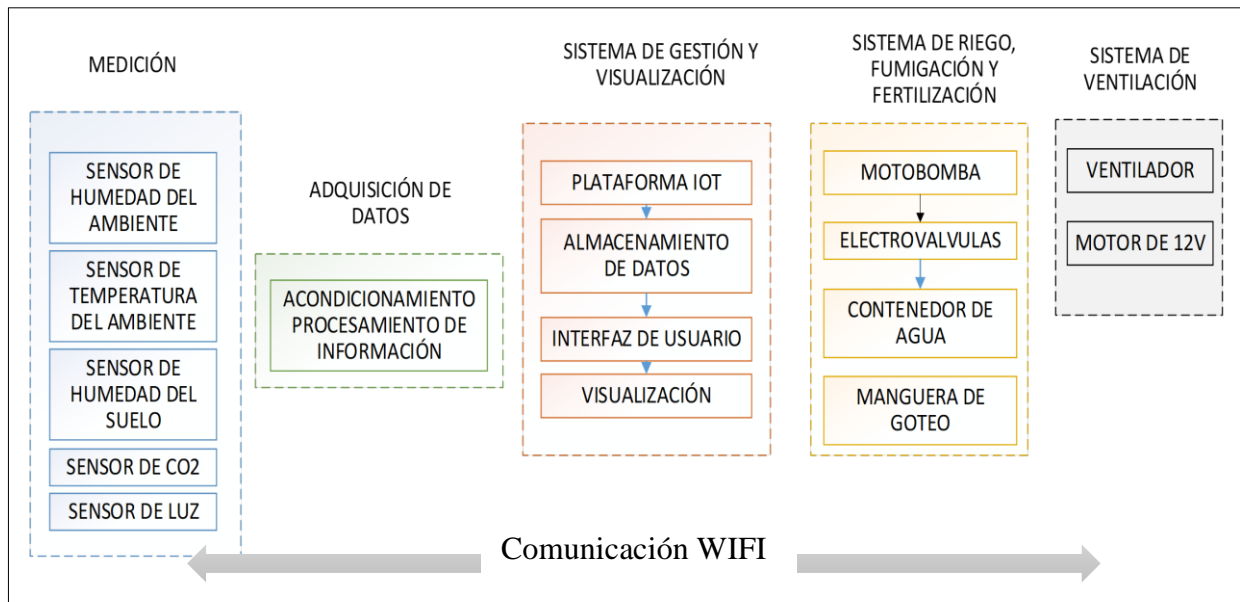 MEDICIÓN
SENSOR DE
HUMEDAD DEL
AMBIENTE
SENSOR DE
TEMPERATURA
DEL AMBIENTE
SENSOR DE
HUMEDAD DEL
SUELO
SENSOR DE CO2
SENSOR DE LUZ
ADQUISICIÓN DE
DATOS
ACONDICIONAMIENTO
PROCESAMIENTO DE
INFORMACIÓN
SISTEMA DE GESTIÓN Y
VISUALIZACIÓN
PLATAFORMA IOT
ALMACENAMIENTO
DE DATOS
INTERFAZ DE USUARIO
VISUALIZACIÓN
SISTEMA DE RIEGO,
FUMIGACIÓN Y
FERTILIZACIÓN
MOTOBOMBA
ELECTROVALVULAS
CONTENEDOR DE
AGUA
MANGUERA DE
GOTEO
SISTEMA DE
VENTILACIÓN
VENTILADOR
MOTOR DE 12V
Comunicación WIFI